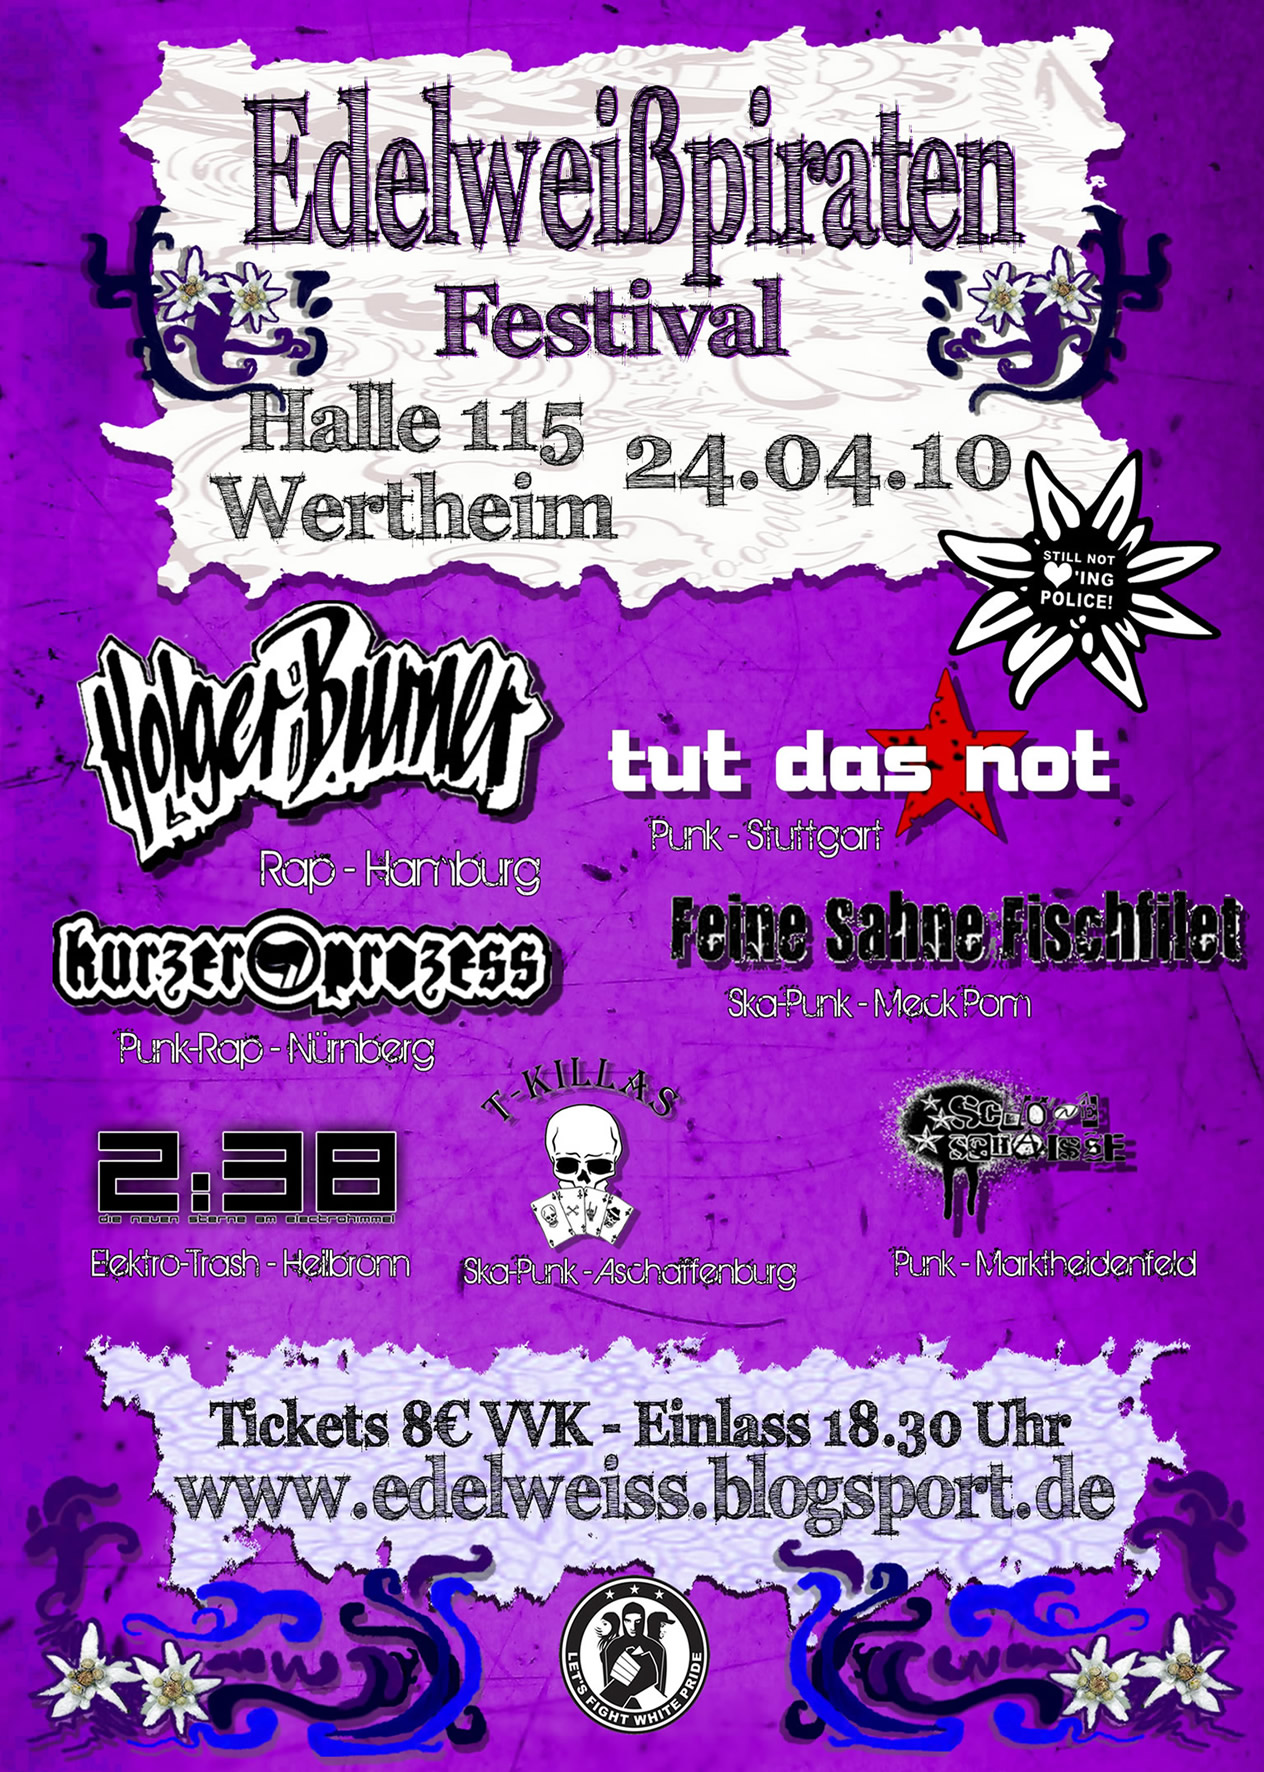 Edelweißpiraten
Festival
Halle 115
Wertheim
24.04.10
STILL NOT
♥'ING
POLICE!
Holger Burner
Rap - Hamburg
tut das not
Punk - Stuttgart
kurzer prozess
Punk-Rap - Nürnberg
Feine Sahne Fischfilet
Ska-Punk - MeckPom
2:38
die neuen sterne am electrohimmel
Elektro-Trash - Heilbronn
T-KILLAS
Ska-Punk - Aschaffenburg
SCHÖNE
SCHAISSE
Punk - Marktheidenfeld
Tickets 8€ VVK - Einlass 18.30 Uhr
www.edelweiss.blogsport.de
LET'S FIGHT WHITE PRIDE